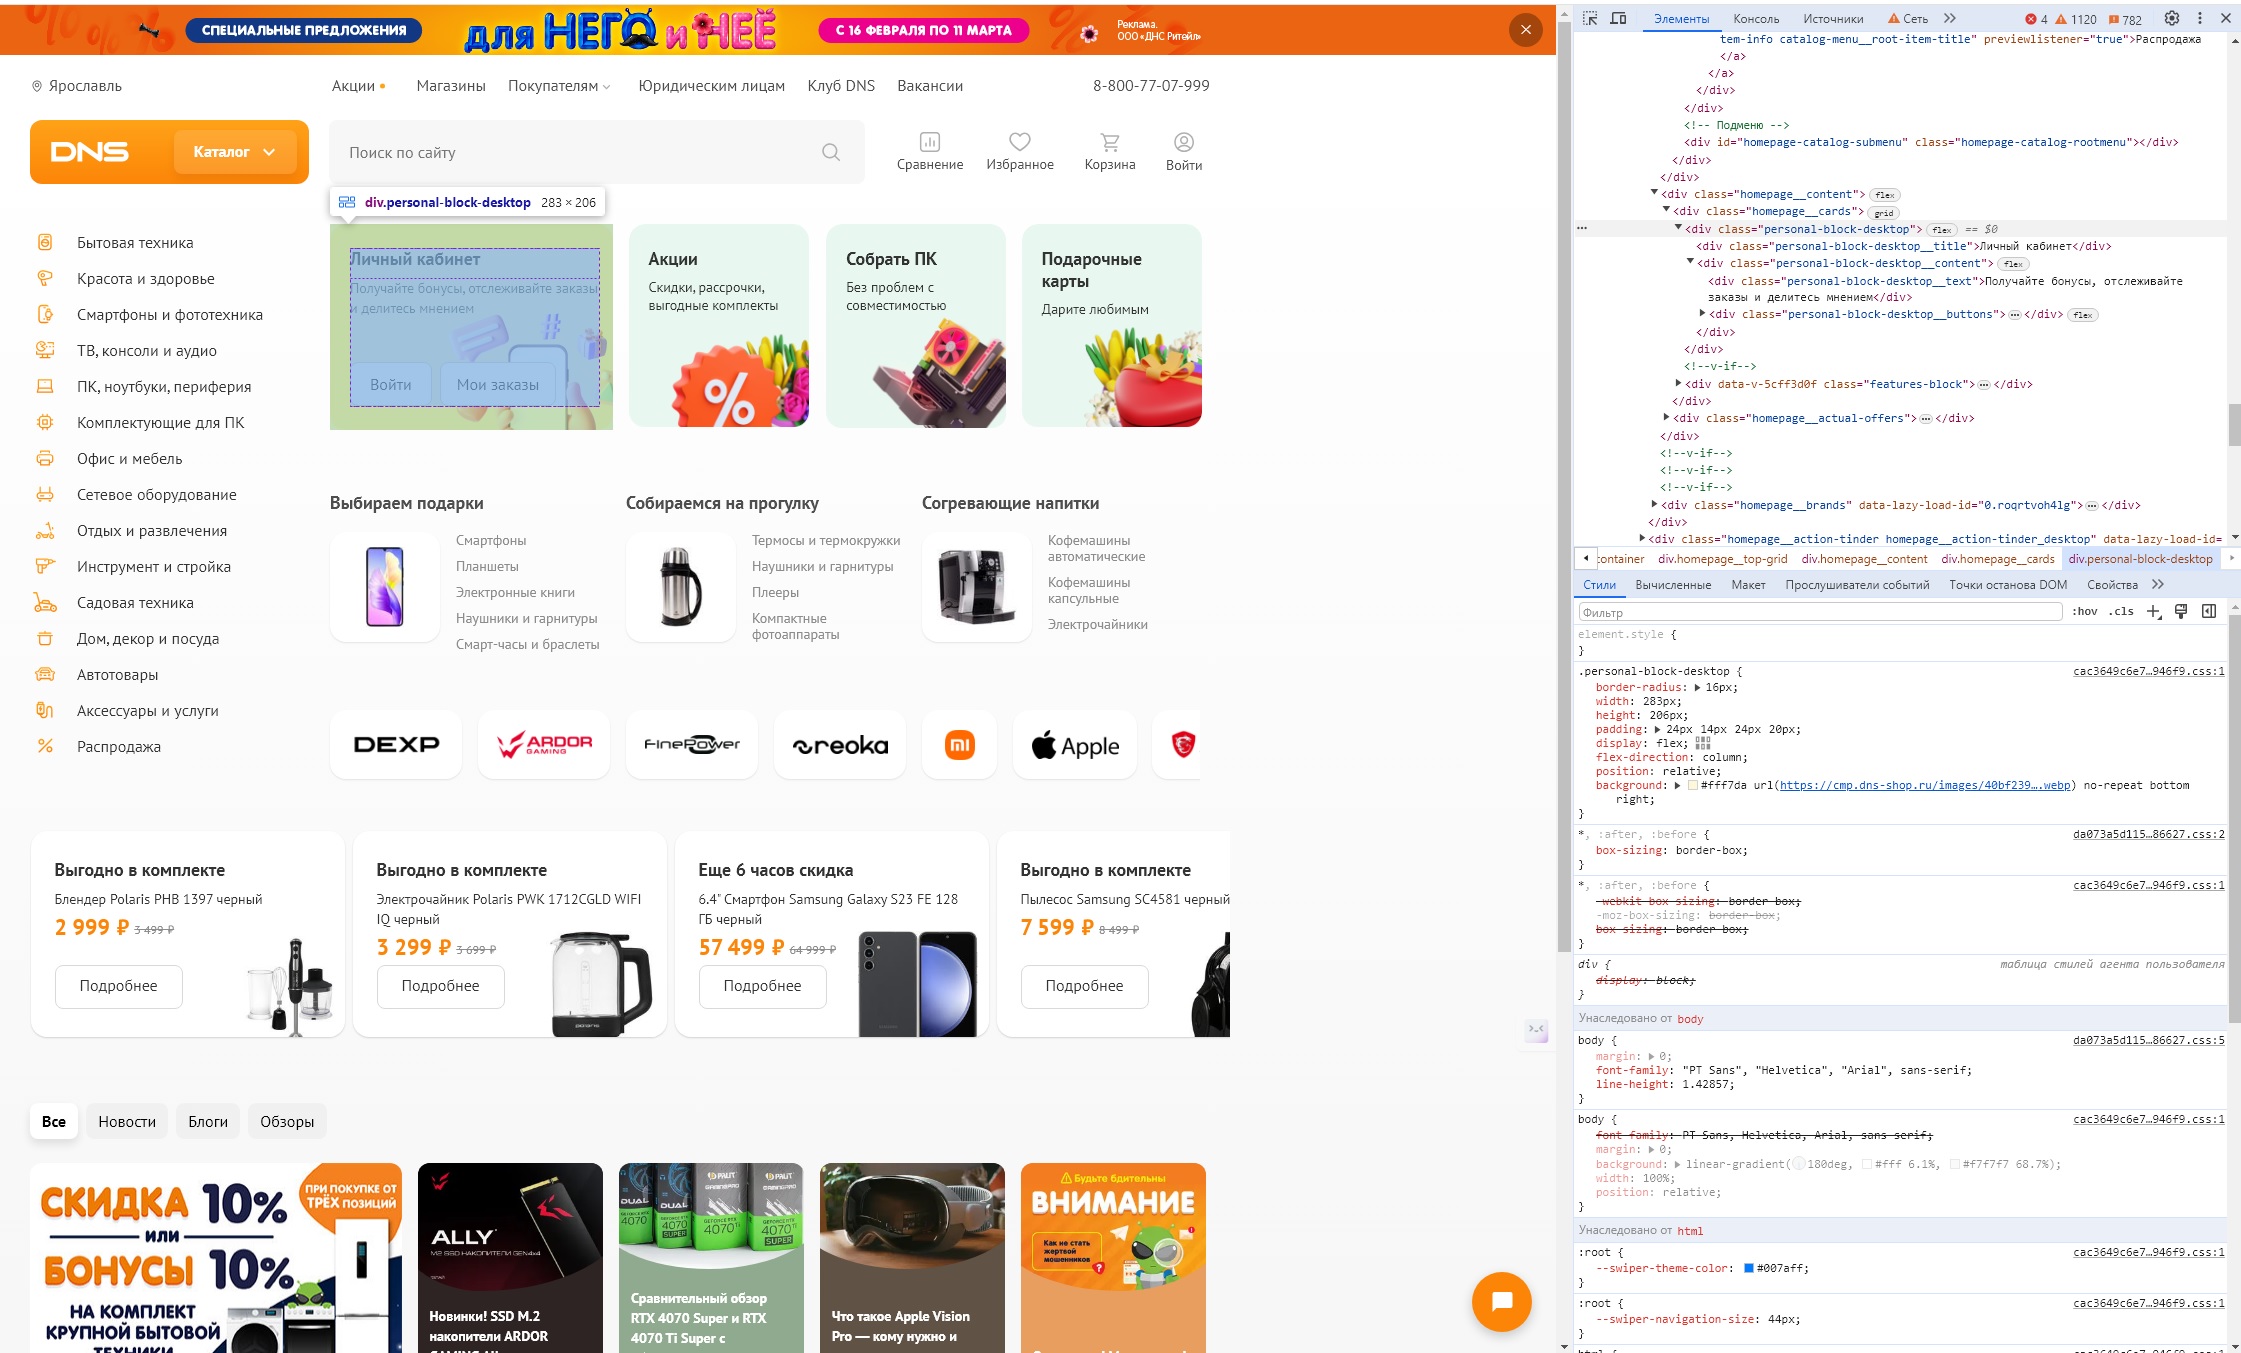 СПЕЦИАЛЬНЫЕ ПРЕДЛОЖЕНИЯ
для НЕГО и НЕЁ
С 16 ФЕВРАЛЯ ПО 11 МАРТА
Реклама.
ООО «ДНС Ритейл»
Ярославль
Акции
Магазины
Покупателям
Юридическим лицам
Клуб DNS
Вакансии
8-800-77-07-999
DNS
Каталог
Поиск по сайту
Сравнение
Избранное
Корзина
Войти
div.personal-block-desktop 283 × 206
Бытовая техника
Красота и здоровье
Смартфоны и фототехника
ТВ, консоли и аудио
ПК, ноутбуки, периферия
Комплектующие для ПК
Офис и мебель
Сетевое оборудование
Отдых и развлечения
Инструмент и стройка
Садовая техника
Дом, декор и посуда
Автотовары
Аксессуары и услуги
Распродажа
Личный кабинет
Получайте бонусы, отслеживайте заказы
и делитесь мнением
Войти
Мои заказы
Акции
Скидки, рассрочки,
выгодные комплекты
Собрать ПК
Без проблем с
совместимостью
Подарочные
карты
Дарите любимым
Выбираем подарки
Смартфоны
Планшеты
Электронные книги
Наушники и гарнитуры
Смарт-часы и браслеты
Собираемся на прогулку
Термосы и термокружки
Наушники и гарнитуры
Плееры
Компактные
фотоаппараты
Согревающие напитки
Кофемашины
автоматические
Кофемашины
капсульные
Электрочайники
DEXP
ARDOR
GAMING
FinePower
reoka
mi
Apple
Выгодно в комплекте
Блендер Polaris PHB 1397 черный
2 999 ₽ 3 499 ₽
Подробнее
Выгодно в комплекте
Электрочайник Polaris PWK 1712CGLD WIFI
IQ черный
3 299 ₽ 3 699 ₽
Подробнее
Еще 6 часов скидка
6.4" Смартфон Samsung Galaxy S23 FE 128
ГБ черный
57 499 ₽ 64 999 ₽
Подробнее
Выгодно в комплекте
Пылесос Samsung SC4581 черный
7 599 ₽ 8 499 ₽
Подробнее
Все
Новости
Блоги
Обзоры
СКИДКА 10%
или
БОНУСЫ 10%
НА КОМПЛЕКТ
КРУПНОЙ БЫТОВОЙ
ТЕХНИКИ
ПРИ ПОКУПКЕ ОТ
ТРЁХ ПОЗИЦИЙ
ALLY
M2 SSD НАКОПИТЕЛИ GEN4x4
Новинки! SSD M.2
накопители ARDOR
Сравнительный обзор
RTX 4070 Super и RTX
4070 Ti Super с
Что такое Apple Vision
Pro — кому нужно и
Будьте бдительны
ВНИМАНИЕ
Как не стать
жертвой
мошенников
Элементы
Консоль
Источники
Сеть
4
1120
782
tem-info catalog-menu__root-item-title" previewlistener="true">Распродажа
</a>
</a>
</div>
</div>
<!-- Подменю -->
<div id="homepage-catalog-submenu" class="homepage-catalog-rootmenu"></div>
</div>
</div>
<div class="homepage__content"> flex
<div class="homepage__cards"> grid
<div class="personal-block-desktop"> flex == $0
<div class="personal-block-desktop__title">Личный кабинет</div>
<div class="personal-block-desktop__content"> flex
<div class="personal-block-desktop__text">Получайте бонусы, отслеживайте
заказы и делитесь мнением</div>
<div class="personal-block-desktop__buttons">…</div> flex
</div>
</div>
<!--v-if-->
<div data-v-5cff3d0f class="features-block">…</div>
</div>
<div class="homepage__actual-offers">…</div>
</div>
<!--v-if-->
<!--v-if-->
<!--v-if-->
<div class="homepage__brands" data-lazy-load-id="0.roqrtvoh4lg">…</div>
</div>
<div class="homepage__action-tinder homepage__action-tinder_desktop" data-lazy-load-id=
container div.homepage__top-grid div.homepage__content div.homepage__cards div.personal-block-desktop
Стили
Вычисленные
Макет
Прослушиватели событий
Точки останова DOM
Свойства
Фильтр
:hov
.cls
element.style {
}
.personal-block-desktop { cac3649c6e7…946f9.css:1
border-radius: 16px;
width: 283px;
height: 206px;
padding: 24px 14px 24px 20px;
display: flex;
flex-direction: column;
position: relative;
background: #fff7da url(https://cmp.dns-shop.ru/images/40bf239….webp) no-repeat bottom
right;
}
*, :after, :before { da073a5d115…86627.css:2
box-sizing: border-box;
}
*, :after, :before { cac3649c6e7…946f9.css:1
-webkit-box-sizing: border-box;
-moz-box-sizing: border-box;
box-sizing: border-box;
}
div { таблица стилей агента пользователя
display: block;
}
Унаследовано от body
body { da073a5d115…86627.css:5
margin: 0;
font-family: "PT Sans", "Helvetica", "Arial", sans-serif;
line-height: 1.42857;
}
body { cac3649c6e7…946f9.css:1
font-family: PT Sans, Helvetica, Arial, sans-serif;
margin: 0;
background: linear-gradient(180deg, #fff 6.1%, #f7f7f7 68.7%);
width: 100%;
position: relative;
}
Унаследовано от html
:root { cac3649c6e7…946f9.css:1
--swiper-theme-color: #007aff;
}
:root { cac3649c6e7…946f9.css:1
--swiper-navigation-size: 44px;
}